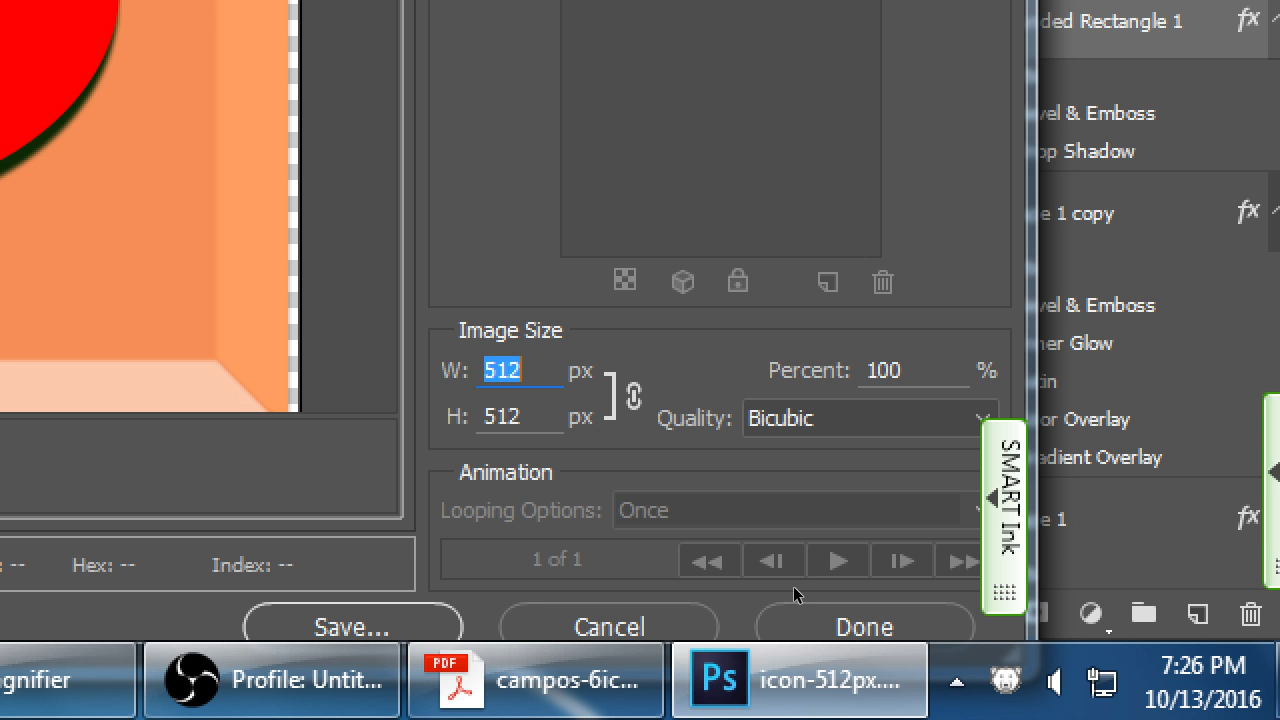 ded Rectangle 1 fx
vel & Emboss
op Shadow
e 1 copy fx
Image Size
vel & Emboss
W: 512 px Percent: 100 %
ner Glow
tin
H: 512 px Quality: Bicubic
or Overlay
adient Overlay
Animation
SMART Ink
Looping Options: Once
e 1 fx
1 of 1
: -- Hex: -- Index: --
Save... Cancel Done
gnifier
Profile: Untit...
PDF
campos-6ic...
Ps
icon-512px....
7:26 PM
10/13/2016